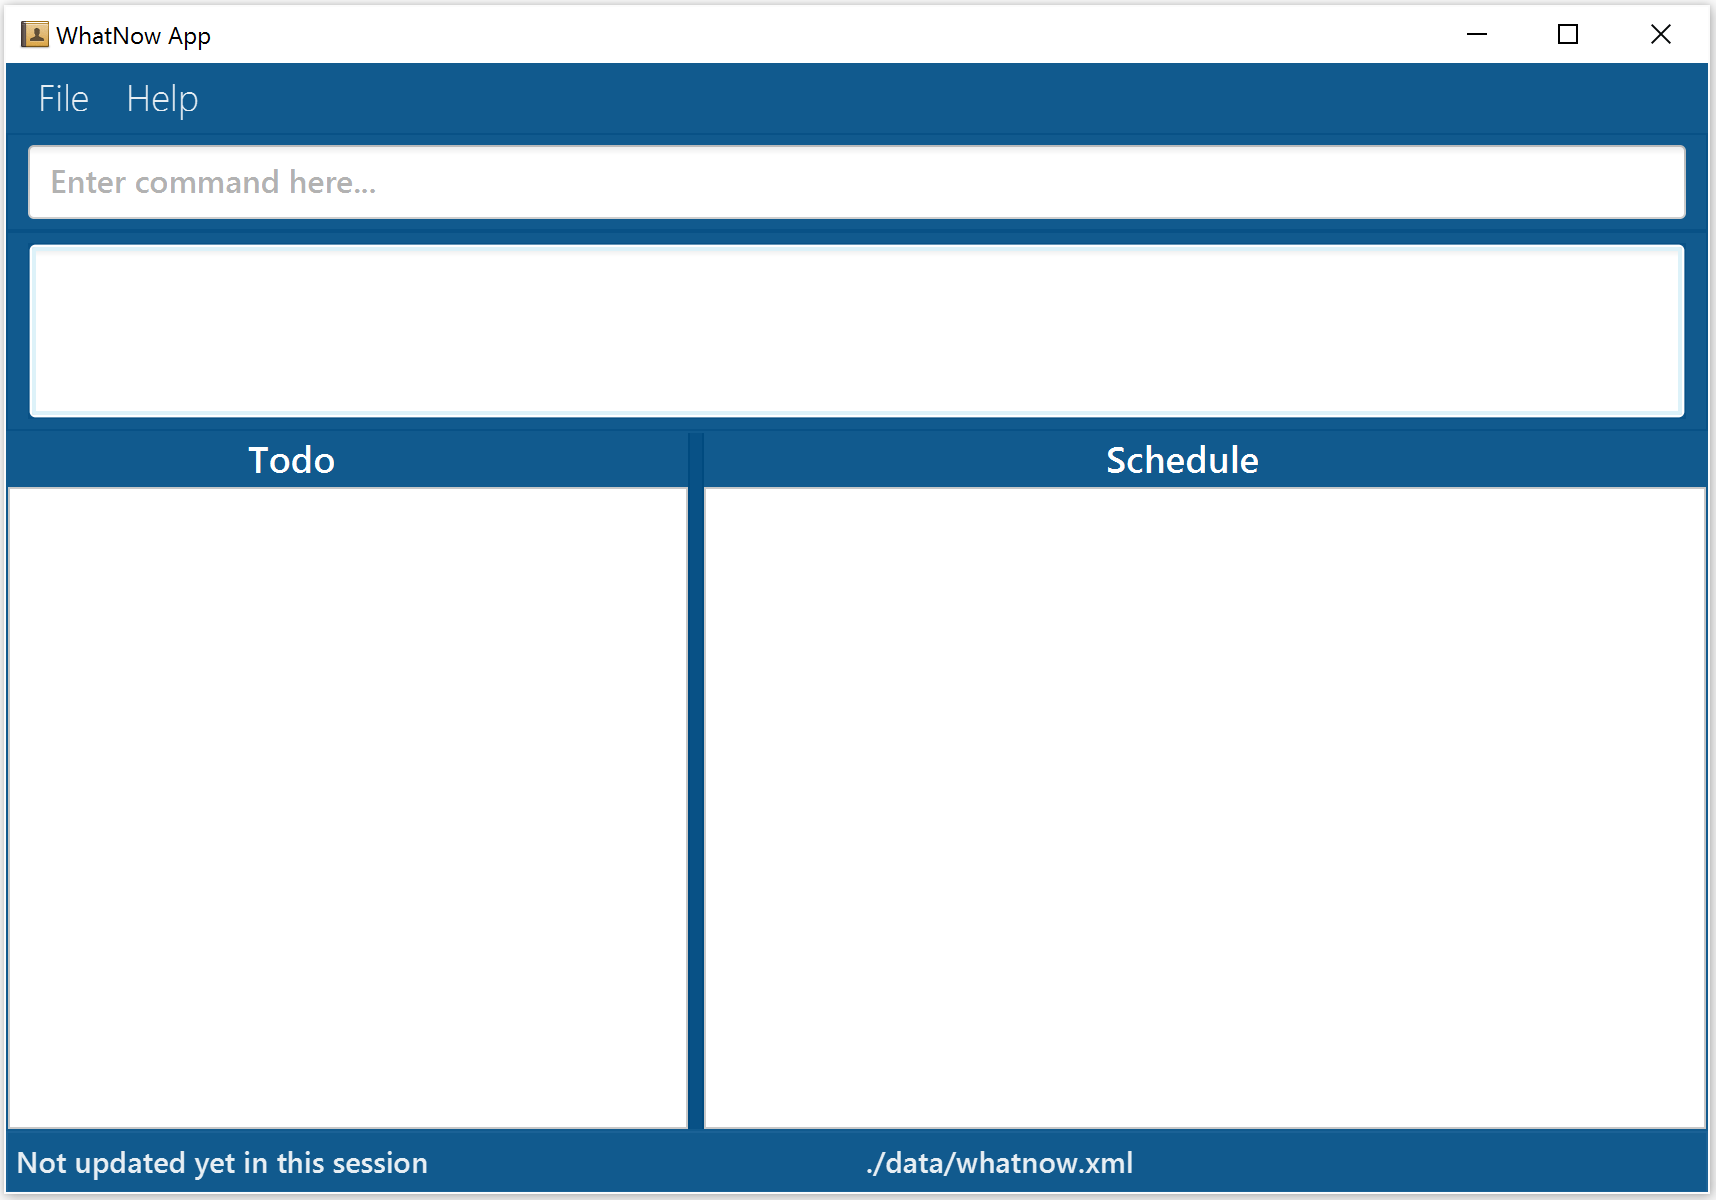 WhatNow App
File Help
Enter command here...
Todo Schedule
Not updated yet in this session ./data/whatnow.xml